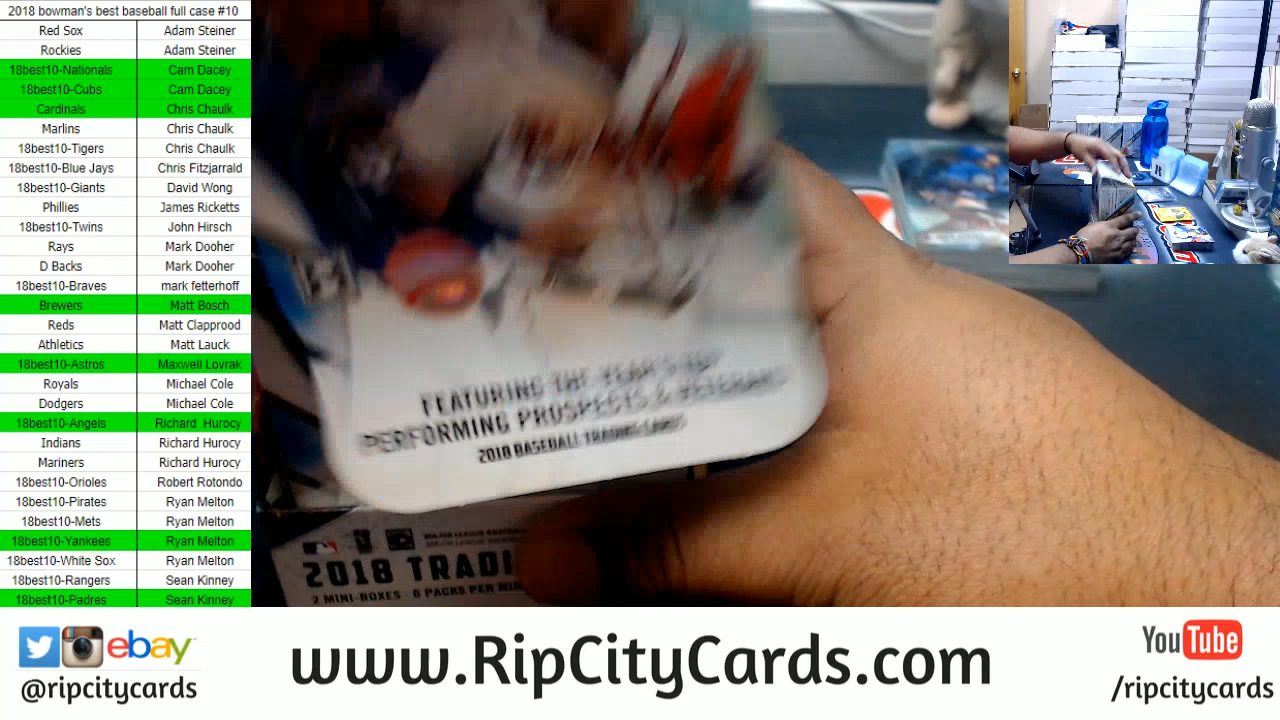 2018 bowman's best baseball full case #10
Red Sox Adam Steiner
Rockies Adam Steiner
18best10-Nationals Cam Dacey
18best10-Cubs Cam Dacey
Cardinals Chris Chaulk
Marlins Chris Chaulk
18best10-Tigers Chris Chaulk
18best10-Blue Jays Chris Fitzjarrald
18best10-Giants David Wong
Phillies James Ricketts
18best10-Twins John Hirsch
Rays Mark Dooher
D Backs Mark Dooher
18best10-Braves mark fetterhoff
Brewers Matt Bosch
Reds Matt Clapprood
Athletics Matt Lauck
18best10-Astros Maxwell Lovrak
Royals Michael Cole
Dodgers Michael Cole
18best10-Angels Richard Hurocy
Indians Richard Hurocy
Mariners Richard Hurocy
18best10-Orioles Robert Rotondo
18best10-Pirates Ryan Melton
18best10-Mets Ryan Melton
18best10-Yankees Ryan Melton
18best10-White Sox Ryan Melton
18best10-Rangers Sean Kinney
18best10-Padres Sean Kinney
FEATURING THE YEAR'S TOP
PERFORMING PROSPECTS & VETERANS
2018 BASEBALL TRADING CARDS
2018 TRADI
2 MINI-BOXES · 6 PACKS PER MIN
ebay
@ripcitycards
www.RipCityCards.com
YouTube
/ripcitycards